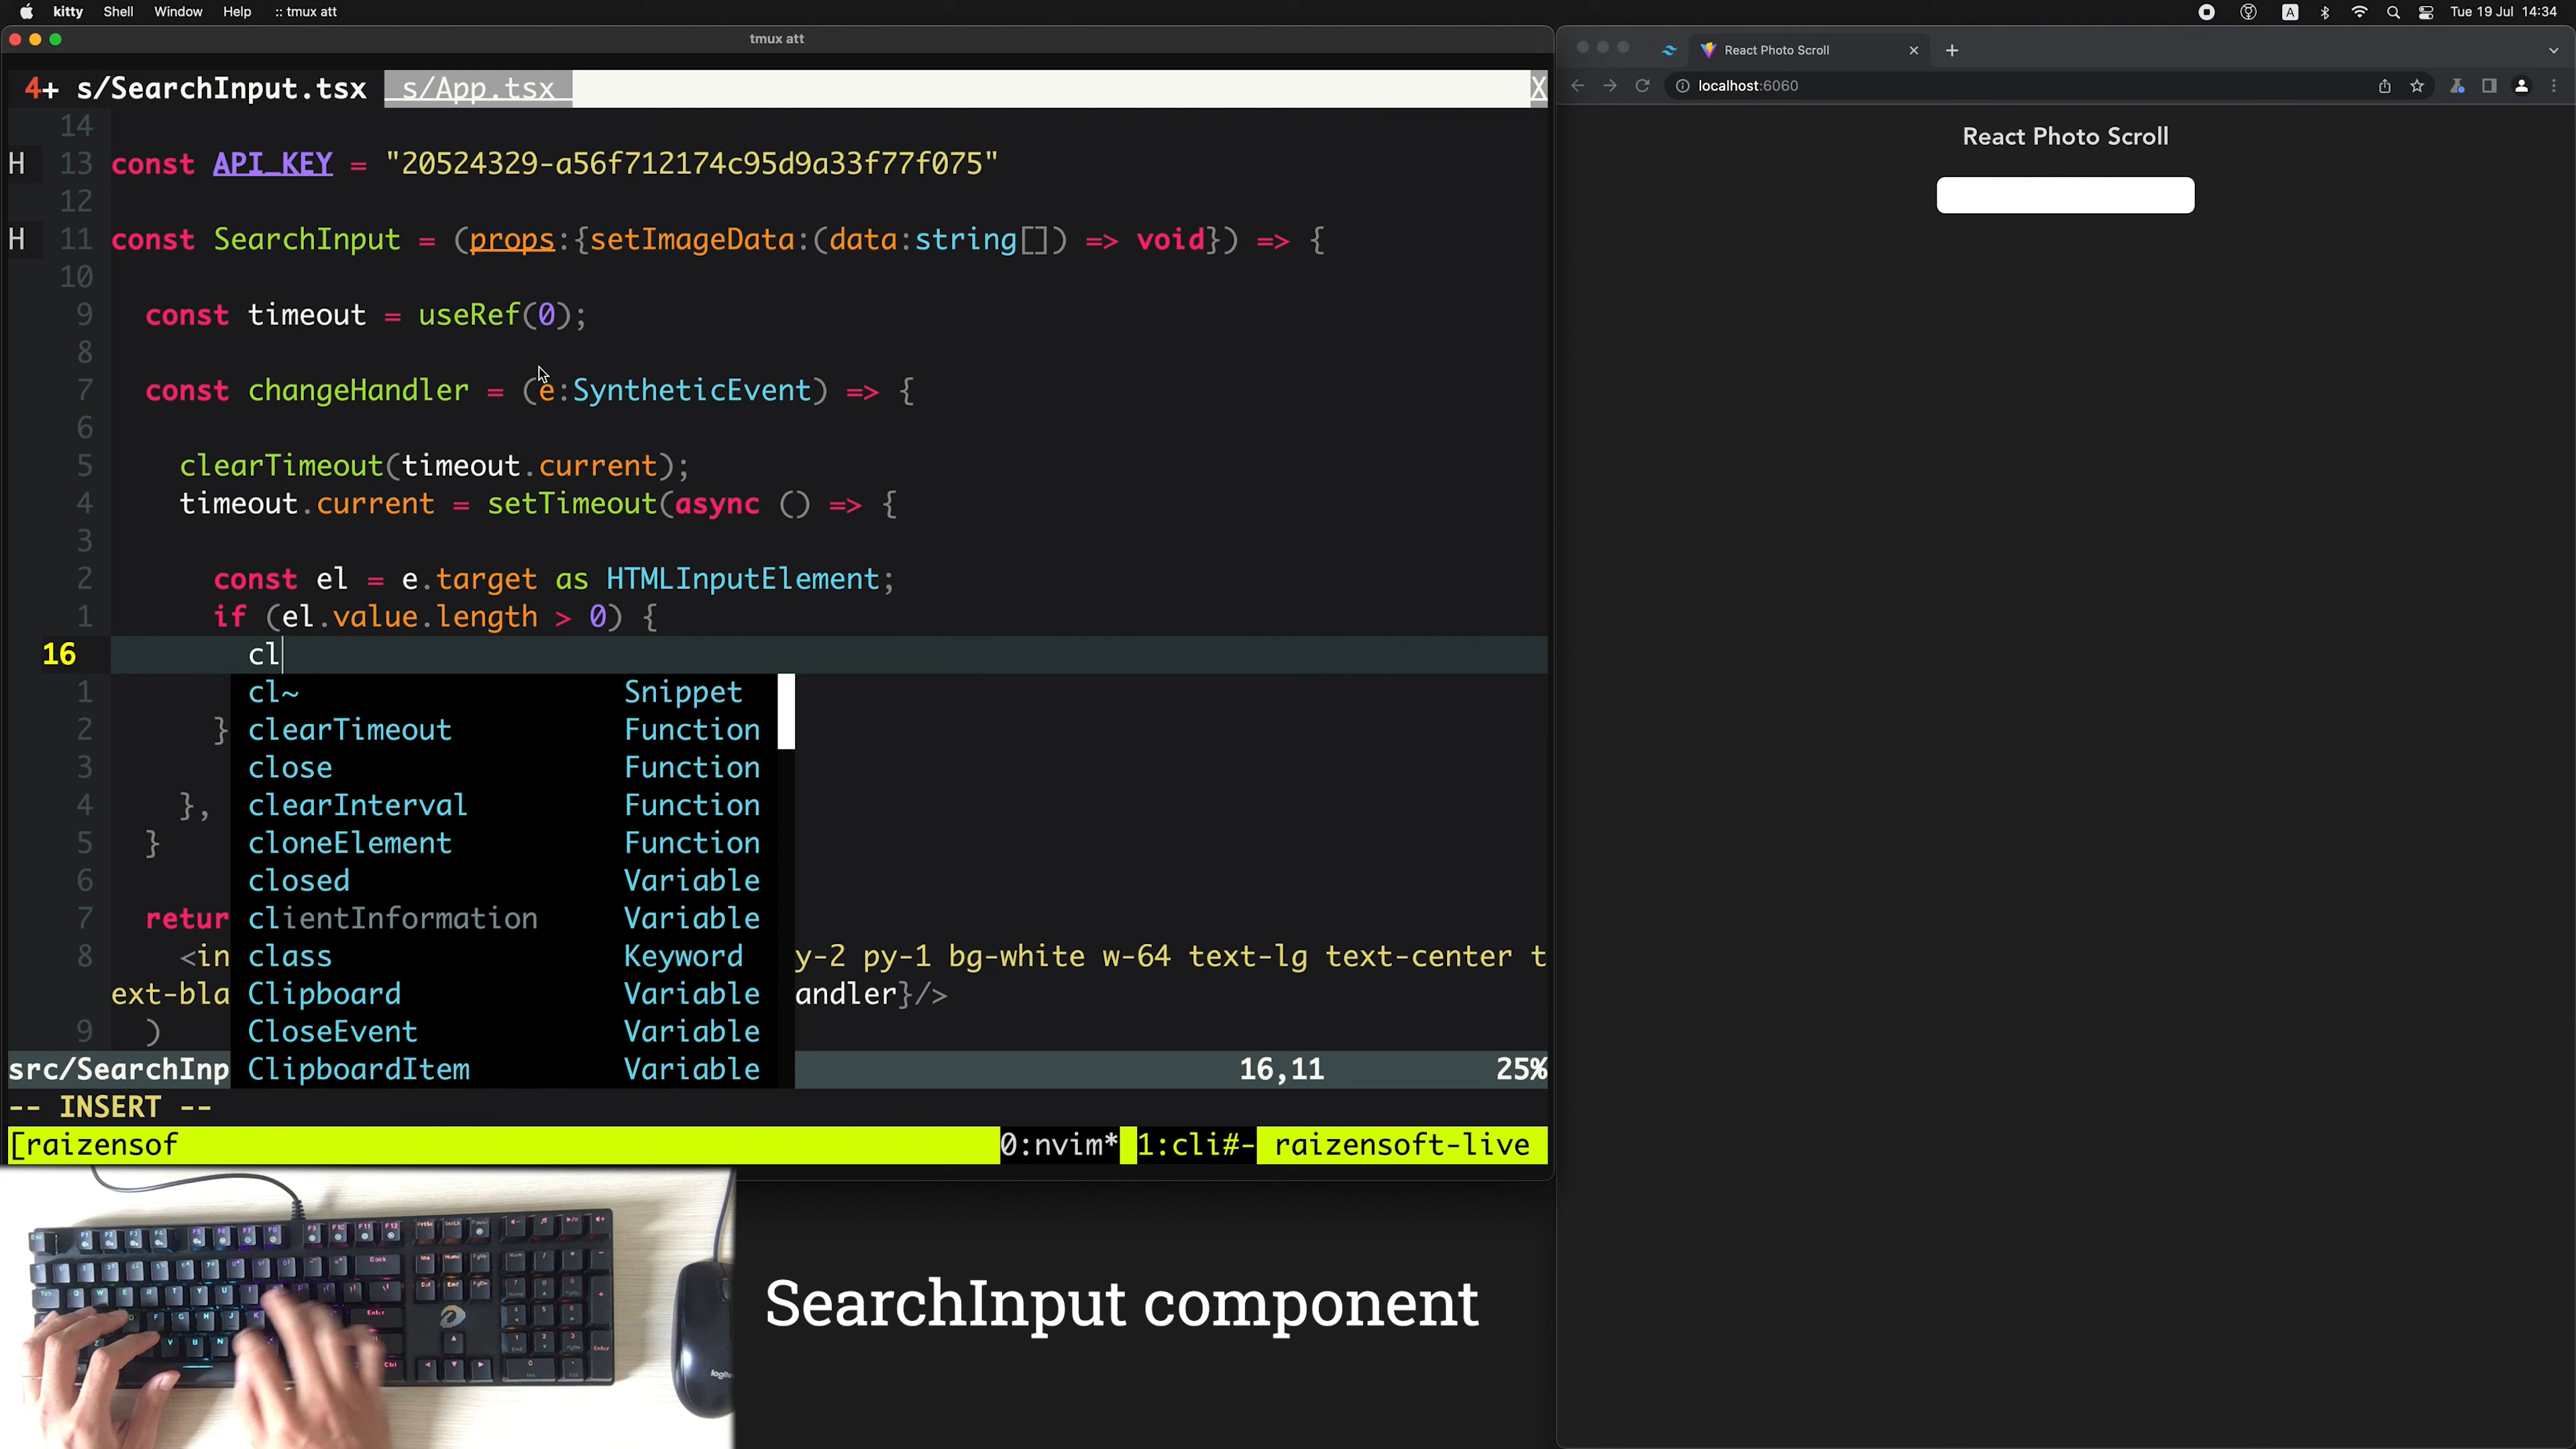 kitty Shell Window Help :: tmux att
A Tue 19 Jul 14:34
tmux att
4+ s/SearchInput.tsx s/App.tsx X
14
H 13 const API_KEY = "20524329-a56f712174c95d9a33f77f075"
12
H 11 const SearchInput = (props:{setImageData:(data:string[]) => void}) => {
10
9 const timeout = useRef(0);
8
7 const changeHandler = (e:SyntheticEvent) => {
6
5 clearTimeout(timeout.current);
4 timeout.current = setTimeout(async () => {
3
2 const el = e.target as HTMLInputElement;
1 if (el.value.length > 0) {
16 cl
1 cl~ Snippet
2 } clearTimeout Function
3 close Function
4 }, clearInterval Function
5 } cloneElement Function
6 closed Variable
7 retur clientInformation Variable
8 <in class Keyword y-2 py-1 bg-white w-64 text-lg text-center t
ext-bla Clipboard Variable andler}/>
9 ) CloseEvent Variable
src/SearchInp ClipboardItem Variable 16,11 25%
-- INSERT --
[raizensof 0:nvim* 1:cli#- raizensoft-live
React Photo Scroll
localhost:6060
React Photo Scroll
SearchInput component